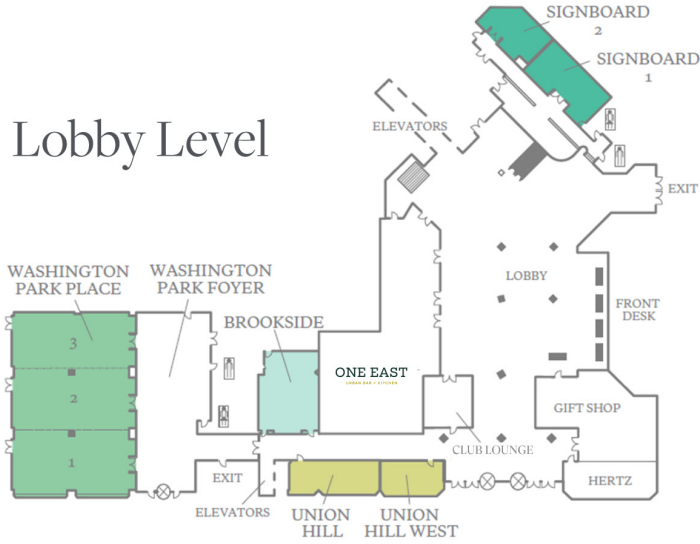 SIGNBOARD
2
SIGNBOARD
1
ELEVATORS
Lobby Level
EXIT
WASHINGTON
PARK PLACE
WASHINGTON
PARK FOYER
LOBBY
BROOKSIDE
FRONT
DESK
3
ONE EAST
URBAN BAR + KITCHEN
2
GIFT SHOP
CLUB LOUNGE
1
EXIT
HERTZ
ELEVATORS
UNION
HILL
UNION
HILL WEST